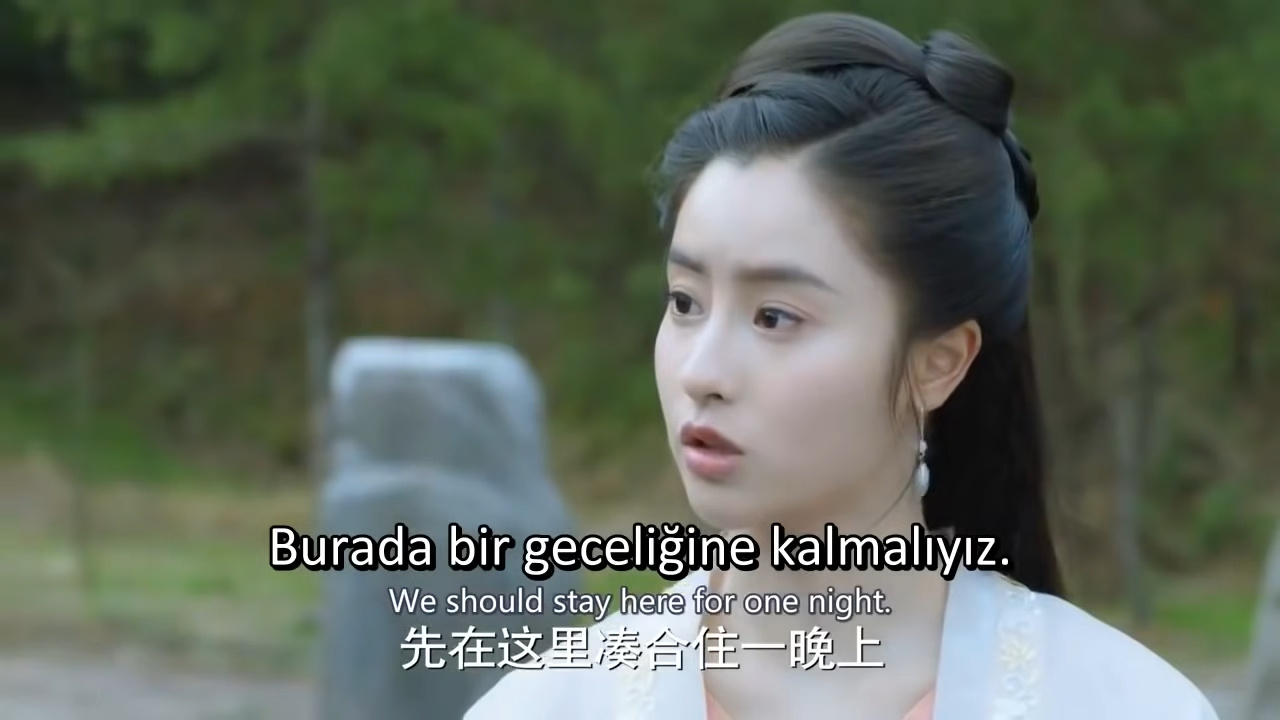 Burada bir geceliğine kalmalıyız.
We should stay here for one night.
先在这里凑合住一晚上